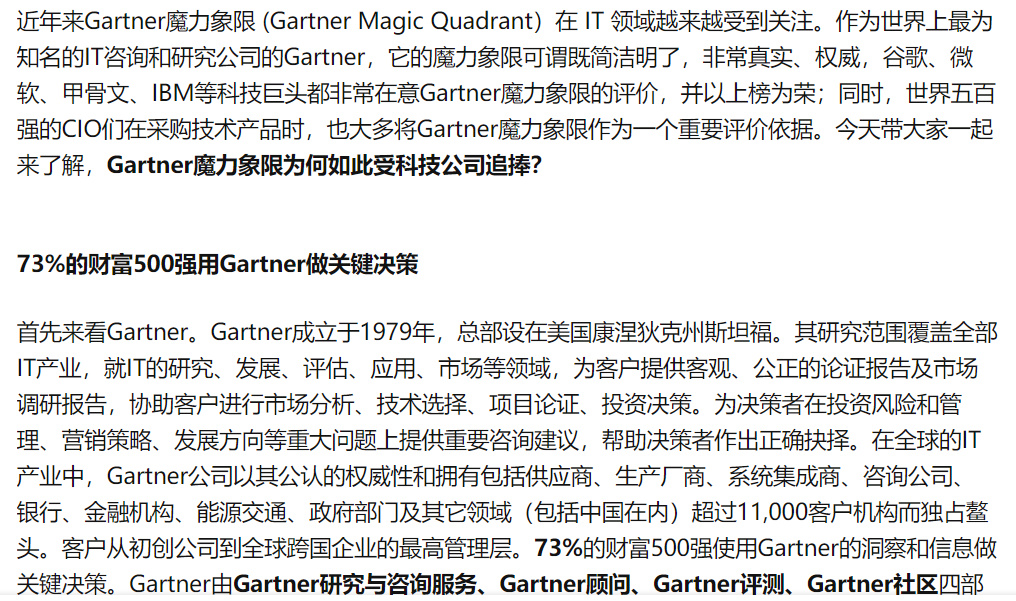 近年来Gartner魔力象限 (Gartner Magic Quadrant）在 IT 领域越来越受到关注。作为世界上最为
知名的IT咨询和研究公司的Gartner，它的魔力象限可谓既简洁明了，非常真实、权威，谷歌、微
软、甲骨文、IBM等科技巨头都非常在意Gartner魔力象限的评价，并以上榜为荣；同时，世界五百
强的CIO们在采购技术产品时，也大多将Gartner魔力象限作为一个重要评价依据。今天带大家一起
来了解，Gartner魔力象限为何如此受科技公司追捧?
73%的财富500强用Gartner做关键决策
首先来看Gartner。Gartner成立于1979年，总部设在美国康涅狄克州斯坦福。其研究范围覆盖全部
IT产业，就IT的研究、发展、评估、应用、市场等领域，为客户提供客观、公正的论证报告及市场
调研报告，协助客户进行市场分析、技术选择、项目论证、投资决策。为决策者在投资风险和管
理、营销策略、发展方向等重大问题上提供重要咨询建议，帮助决策者作出正确抉择。在全球的IT
产业中，Gartner公司以其公认的权威性和拥有包括供应商、生产厂商、系统集成商、咨询公司、
银行、金融机构、能源交通、政府部门及其它领域（包括中国在内）超过11,000客户机构而独占鳌
头。客户从初创公司到全球跨国企业的最高管理层。73%的财富500强使用Gartner的洞察和信息做
关键决策。Gartner由Gartner研究与咨询服务、Gartner顾问、Gartner评测、Gartner社区四部